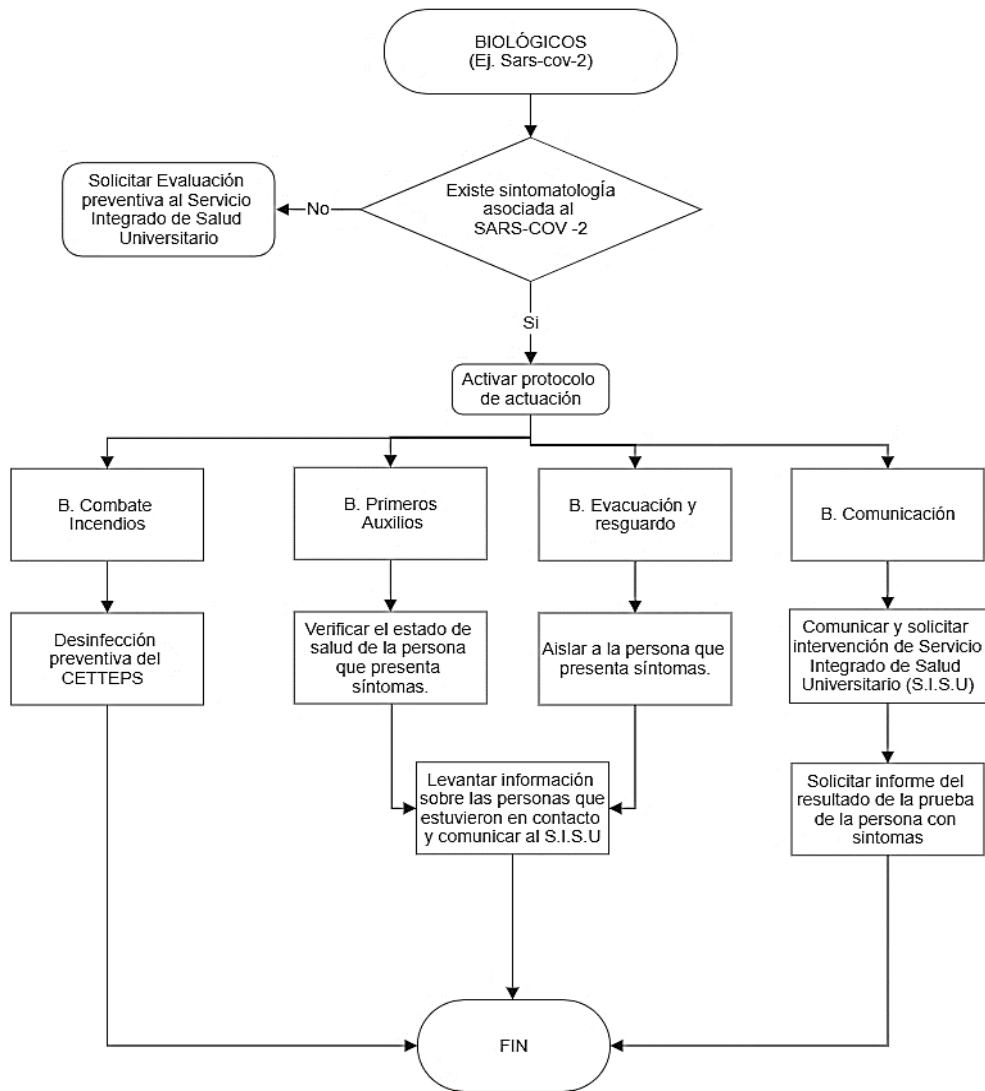 BIOLÓGICOS
(Ej. Sars-cov-2)
Existe sintomatología
asociada al
SARS-COV -2
No
Solicitar Evaluación
preventiva al Servicio
Integrado de Salud
Universitario
Si
Activar protocolo
de actuación
B. Combate
Incendios
B. Primeros
Auxilios
B. Evacuación y
resguardo
B. Comunicación
Desinfección
preventiva del
CETTEPS
Verificar el estado de
salud de la persona
que presenta
síntomas.
Aislar a la persona que
presenta síntomas.
Comunicar y solicitar
intervención de Servicio
Integrado de Salud
Universitario (S.I.S.U)
Levantar información
sobre las personas que
estuvieron en contacto
y comunicar al S.I.S.U
Solicitar informe del
resultado de la prueba
de la persona con
sintomas
FIN